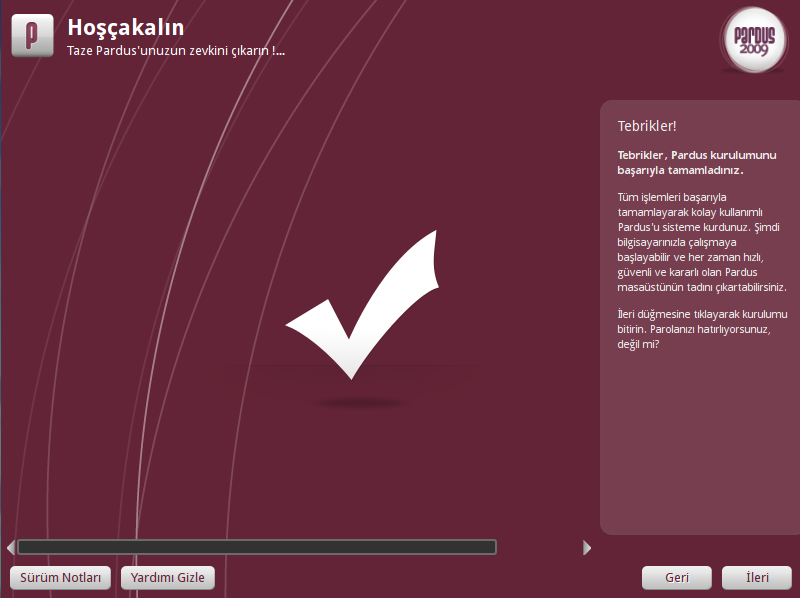 Hoşçakalın
Taze Pardus'unuzun zevkini çıkarın !...
PARDUS
2009
Tebrikler!
Tebrikler, Pardus kurulumunu
başarıyla tamamladınız.
Tüm işlemleri başarıyla
tamamlayarak kolay kullanımlı
Pardus'u sisteme kurdunuz. Şimdi
bilgisayarınızla çalışmaya
başlayabilir ve her zaman hızlı,
güvenli ve kararlı olan Pardus
masaüstünün tadını çıkartabilirsiniz.
İleri düğmesine tıklayarak kurulumu
bitirin. Parolanızı hatırlıyorsunuz,
değil mi?
Sürüm Notları
Yardımı Gizle
Geri
İleri